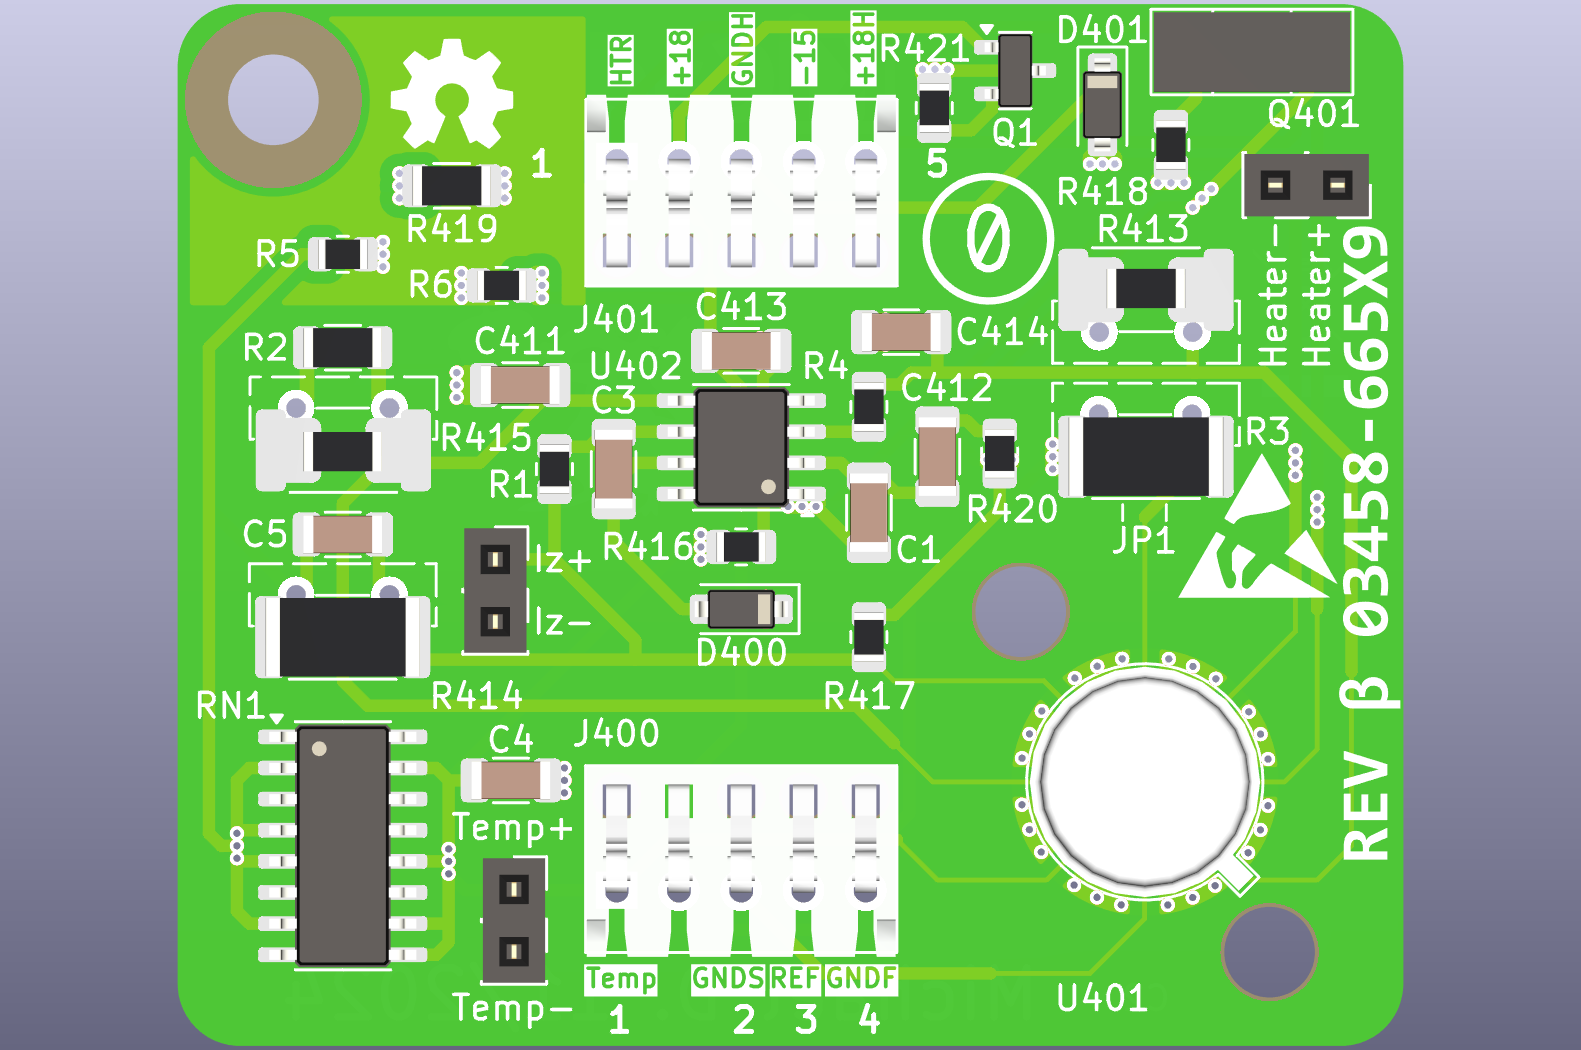 HTR
+18
GNDH
-15
+18H
R421
D401
Q1
Q401
1
5
R418
R419
R413
0
R5
R6
Heater-
Heater+
J401
C413
C414
R2
C411
U402
R4
C412
C3
R415
R3
R1
R420
C5
R416
C1
JP1
Iz+
Iz-
D400
R414
R417
RN1
C4
J400
Temp+
Temp-
Temp
GNDS
REF
GNDF
1
2
3
4
U401
REV β 03458-665X9